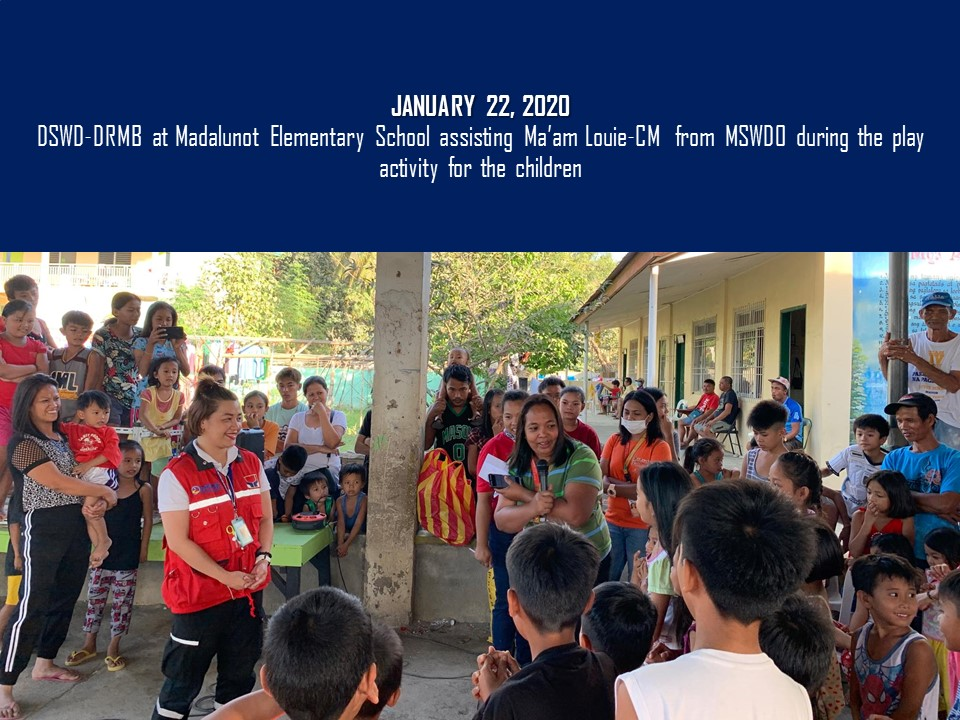 JANUARY 22, 2020
DSWD-DRMB at Madalunot Elementary School assisting Ma'am Louie-CM from MSWDO during the play
activity for the children